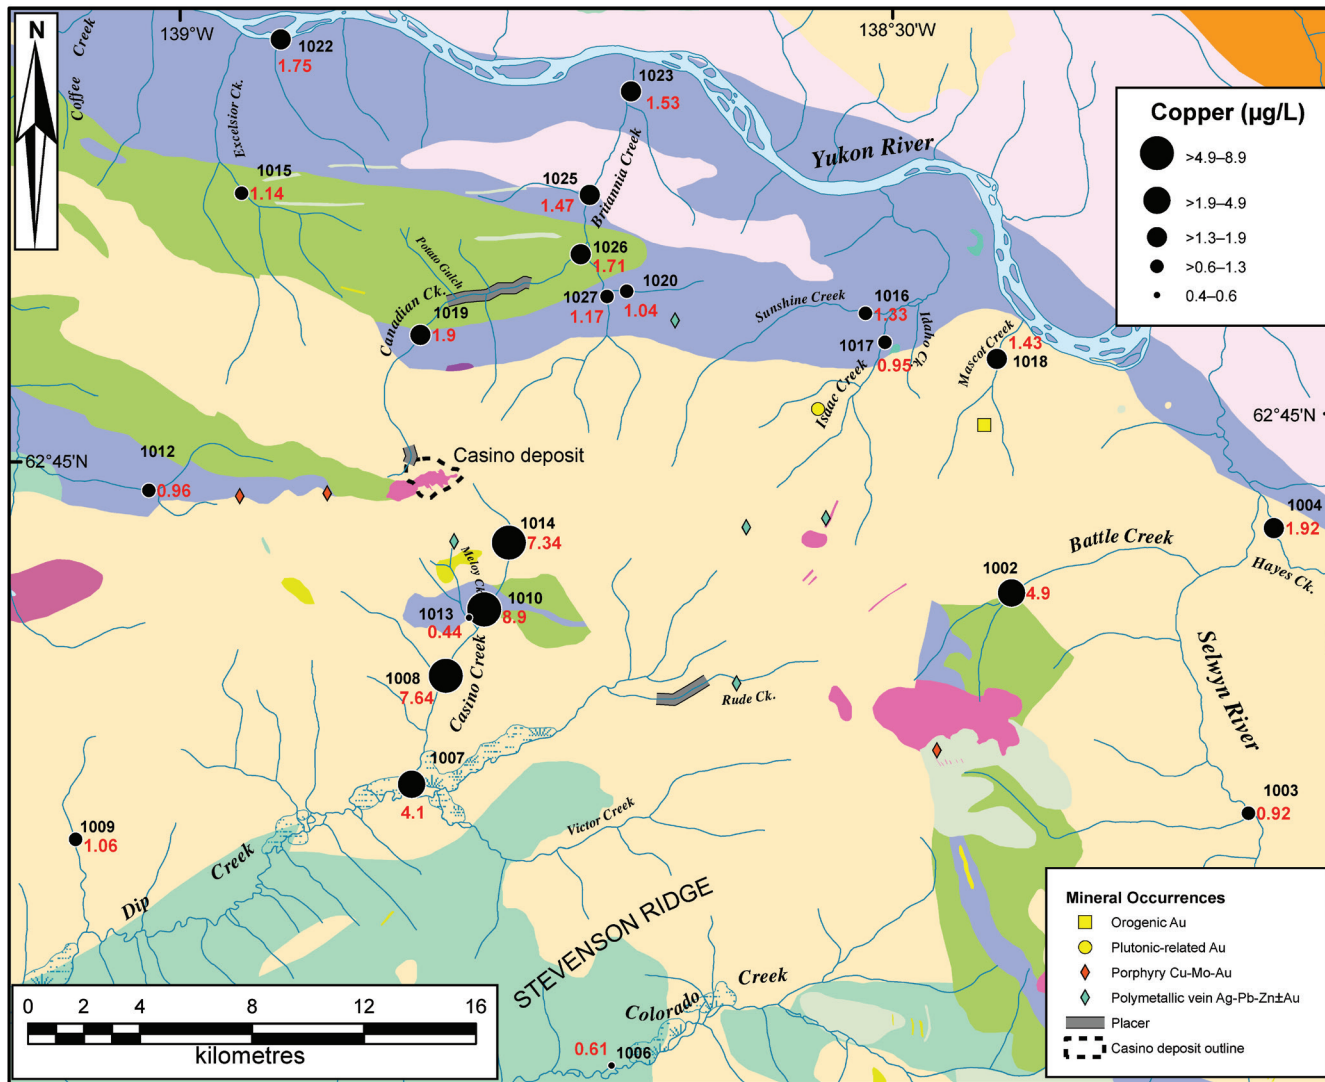 N
139°W
138°30'W
Coffee Creek
Excelsior Ck.
1022
1.75
1023
1.53
Yukon River
Copper (µg/L)
>4.9–8.9
>1.9–4.9
>1.3–1.9
>0.6–1.3
0.4–0.6
1015
1.14
1025
1.47
Britannia Creek
1026
1.71
Potato Gulch
Canadian Ck.
1019
1.9
1027
1.17
1020
1.04
Sunshine Creek
1016
1.33
1017
0.95
Idaho Ck
Isaac Creek
Mascot Creek
1.43
1018
62°45'N
62°45'N
1012
0.96
Casino deposit
1014
7.34
Meloy Ck.
1010
8.9
1013
0.44
1008
7.64
Casino Creek
1004
1.92
Battle Creek
Hayes Ck.
1002
4.9
Selwyn River
Rude Ck.
1007
4.1
1003
0.92
1009
1.06
Victor Creek
Dip Creek
STEVENSON RIDGE
Colorado Creek
0.61
1006
0 2 4 8 12 16
kilometres
Mineral Occurrences
Orogenic Au
Plutonic-related Au
Porphyry Cu-Mo-Au
Polymetallic vein Ag-Pb-Zn±Au
Placer
Casino deposit outline